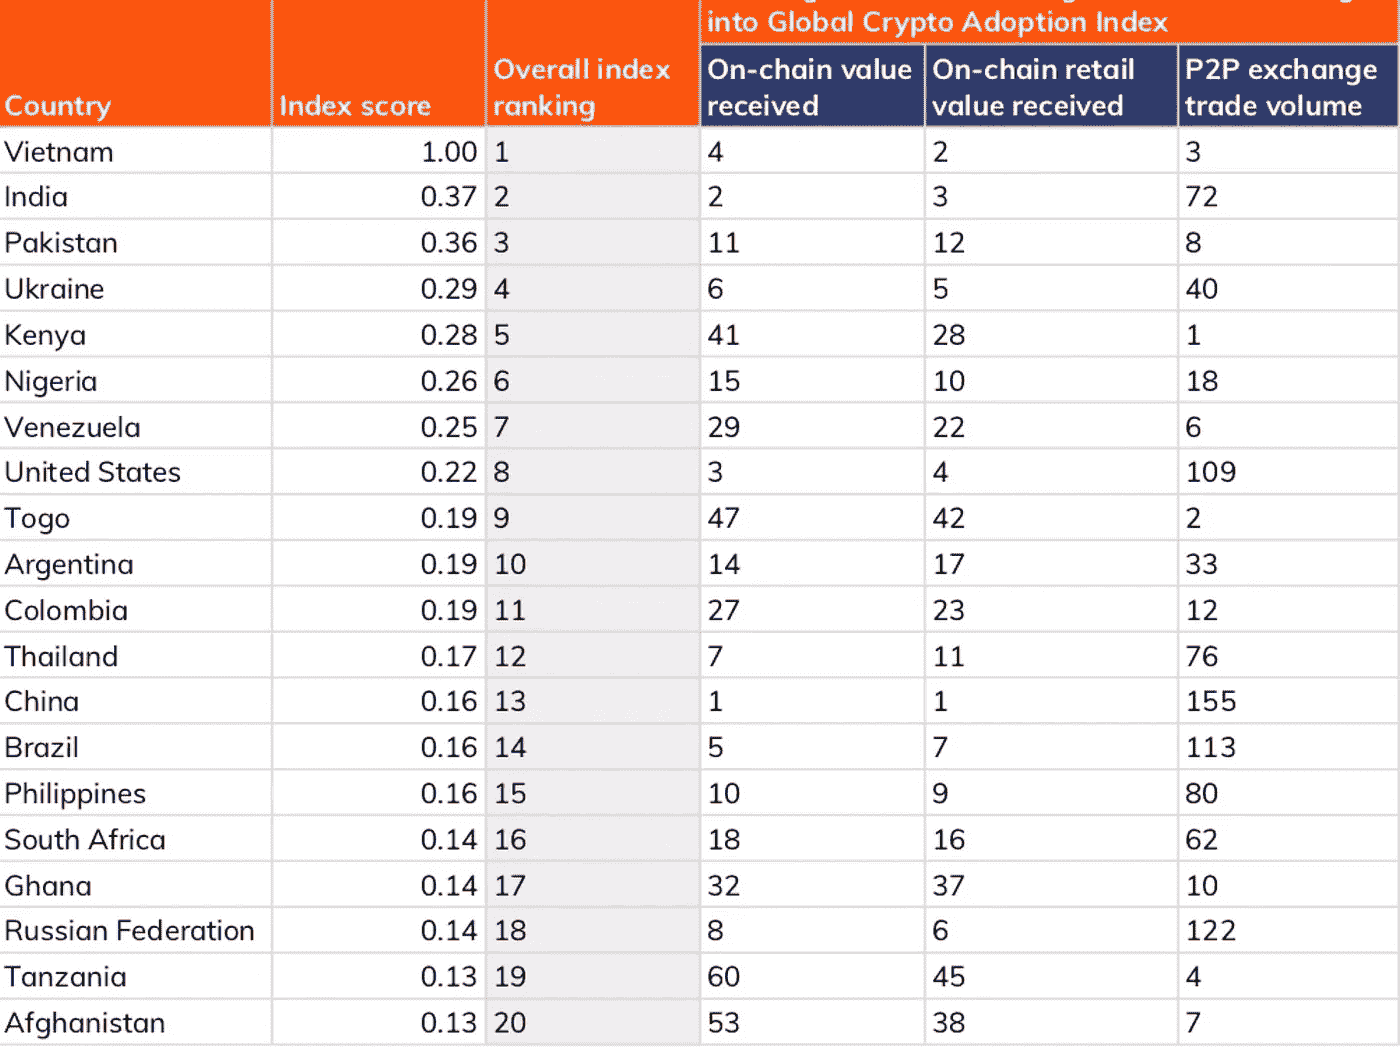 into Global Crypto Adoption Index
Country Index score Overall index ranking On-chain value received On-chain retail value received P2P exchange trade volume
Vietnam 1.00 1 4 2 3
India 0.37 2 2 3 72
Pakistan 0.36 3 11 12 8
Ukraine 0.29 4 6 5 40
Kenya 0.28 5 41 28 1
Nigeria 0.26 6 15 10 18
Venezuela 0.25 7 29 22 6
United States 0.22 8 3 4 109
Togo 0.19 9 47 42 2
Argentina 0.19 10 14 17 33
Colombia 0.19 11 27 23 12
Thailand 0.17 12 7 11 76
China 0.16 13 1 1 155
Brazil 0.16 14 5 7 113
Philippines 0.16 15 10 9 80
South Africa 0.14 16 18 16 62
Ghana 0.14 17 32 37 10
Russian Federation 0.14 18 8 6 122
Tanzania 0.13 19 60 45 4
Afghanistan 0.13 20 53 38 7